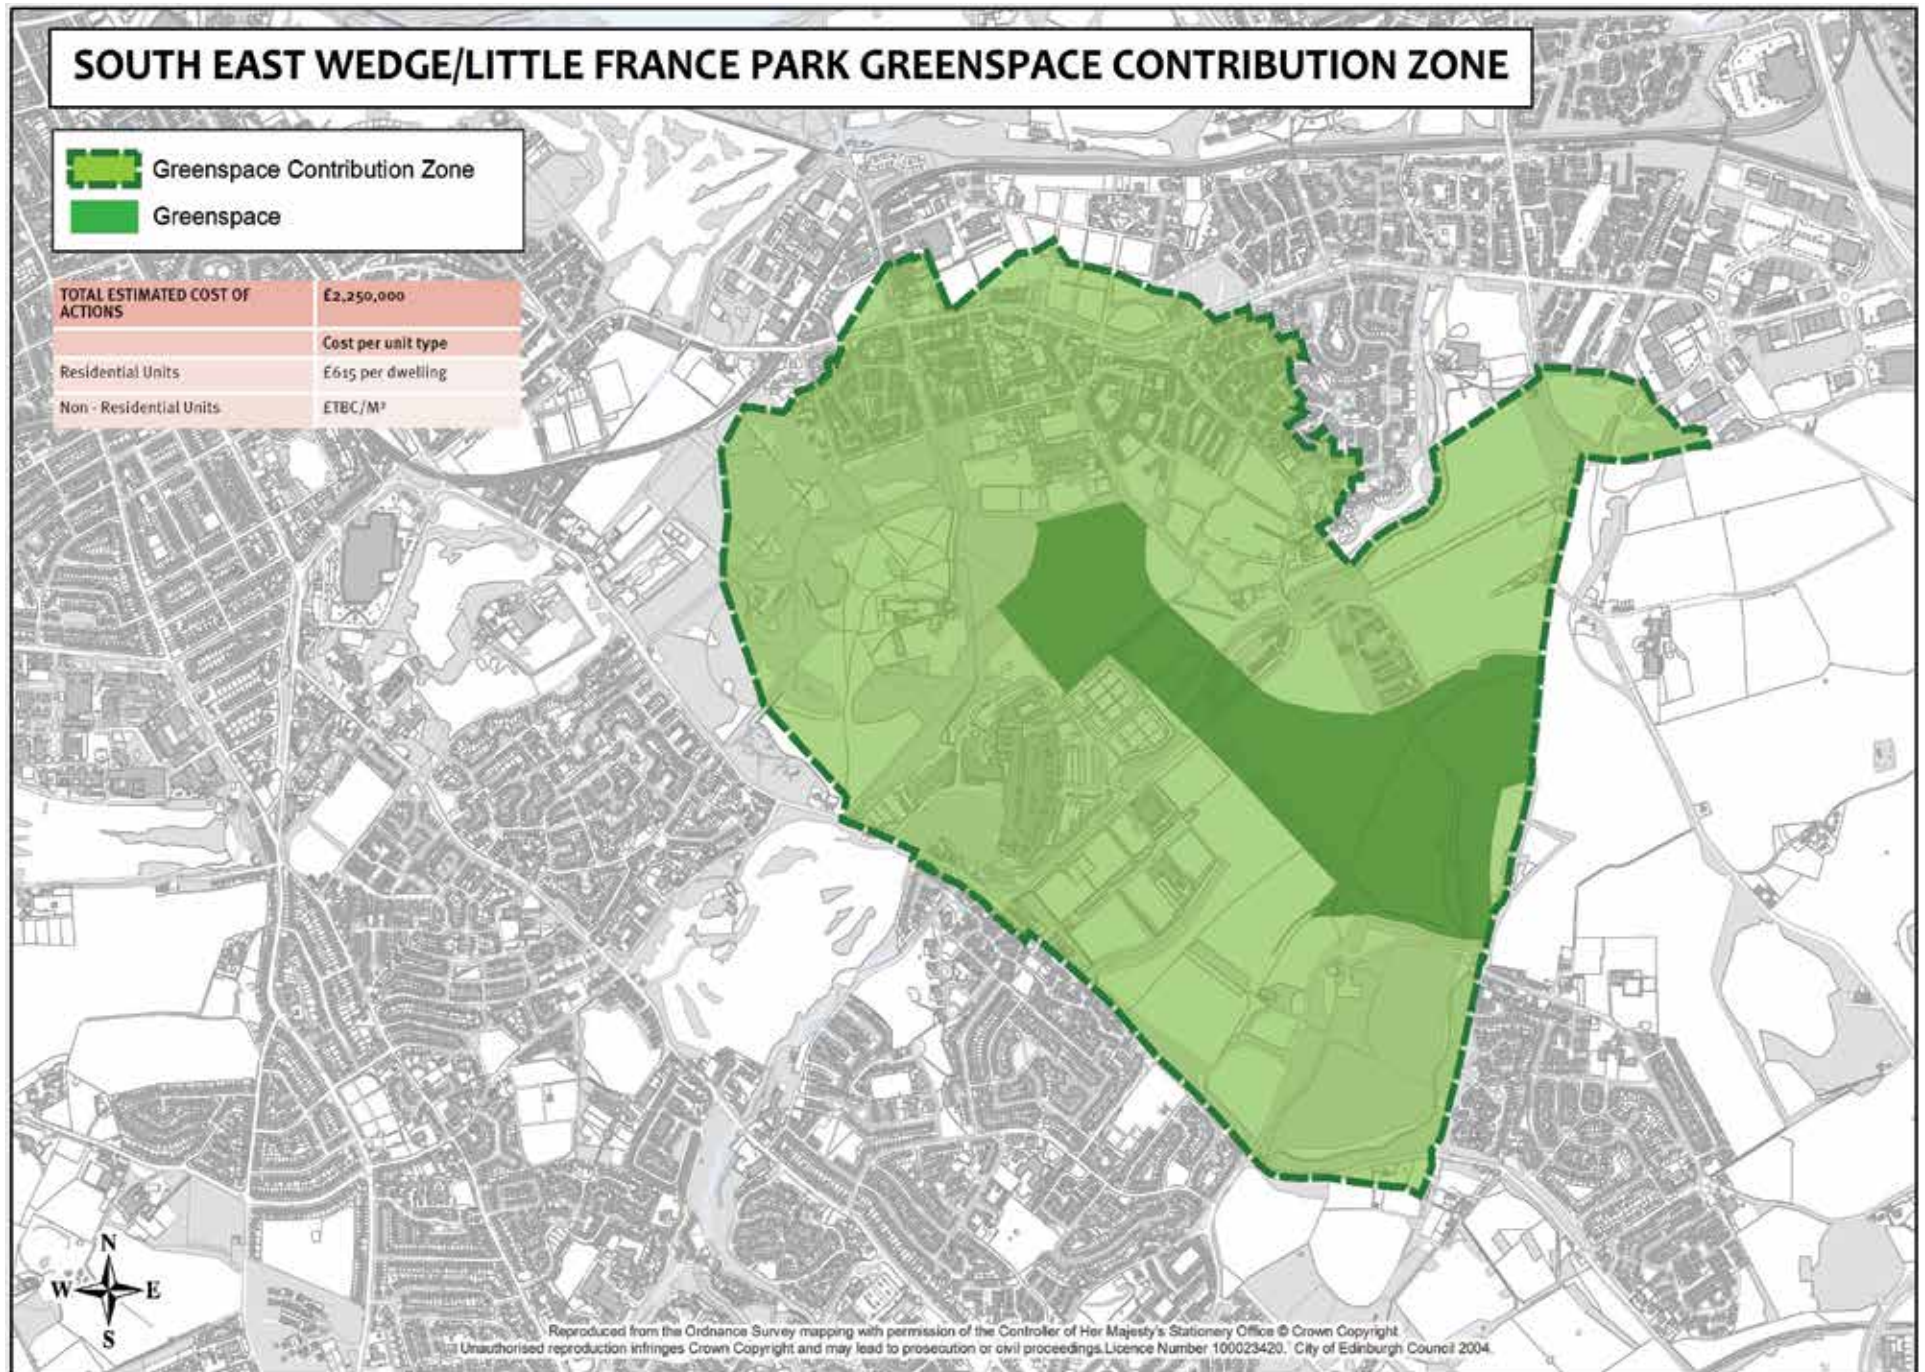 SOUTH EAST WEDGE/LITTLE FRANCE PARK GREENSPACE CONTRIBUTION ZONE
Greenspace Contribution Zone
Greenspace
TOTAL ESTIMATED COST OF £2,250,000
ACTIONS
Cost per unit type
Residential Units £615 per dwelling
Non - Residential Units £TBC/M²
N
W E
S
Reproduced from the Ordnance Survey mapping with permission of the Controller of Her Majesty's Stationery Office © Crown Copyright
Unauthorised reproduction infringes Crown Copyright and may lead to prosecution or civil proceedings. Licence Number 100023420. City of Edinburgh Council 2004.